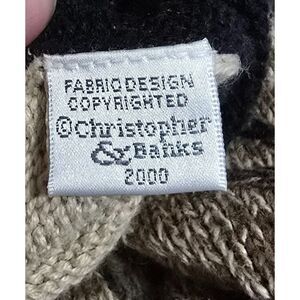 FABRIC DESIGN
COPYRIGHTED
©Christopher
& Banks
2000